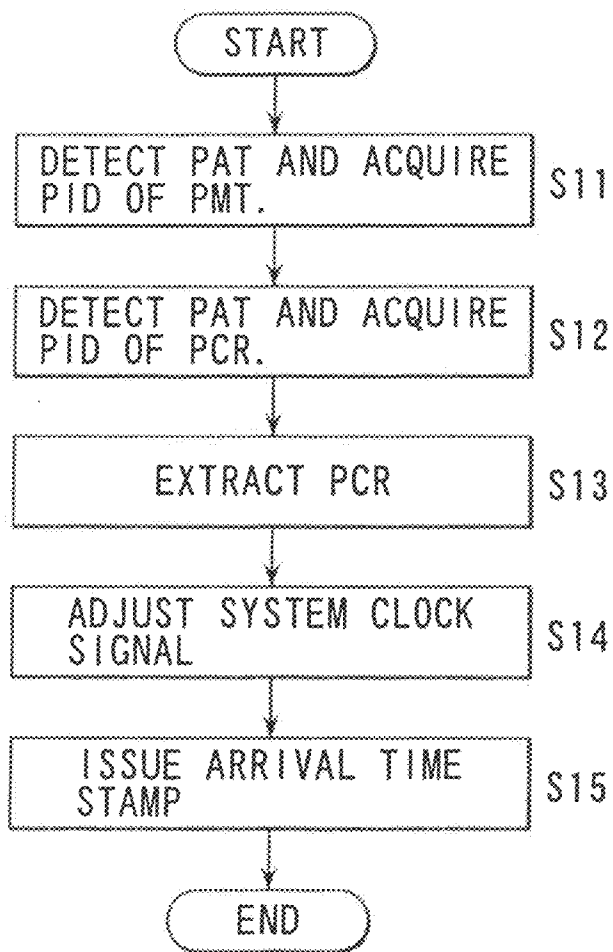 START
DETECT PAT AND ACQUIRE
PID OF PMT.
S11
DETECT PAT AND ACQUIRE
PID OF PCR.
S12
EXTRACT PCR
S13
ADJUST SYSTEM CLOCK
SIGNAL
S14
ISSUE ARRIVAL TIME
STAMP
S15
END